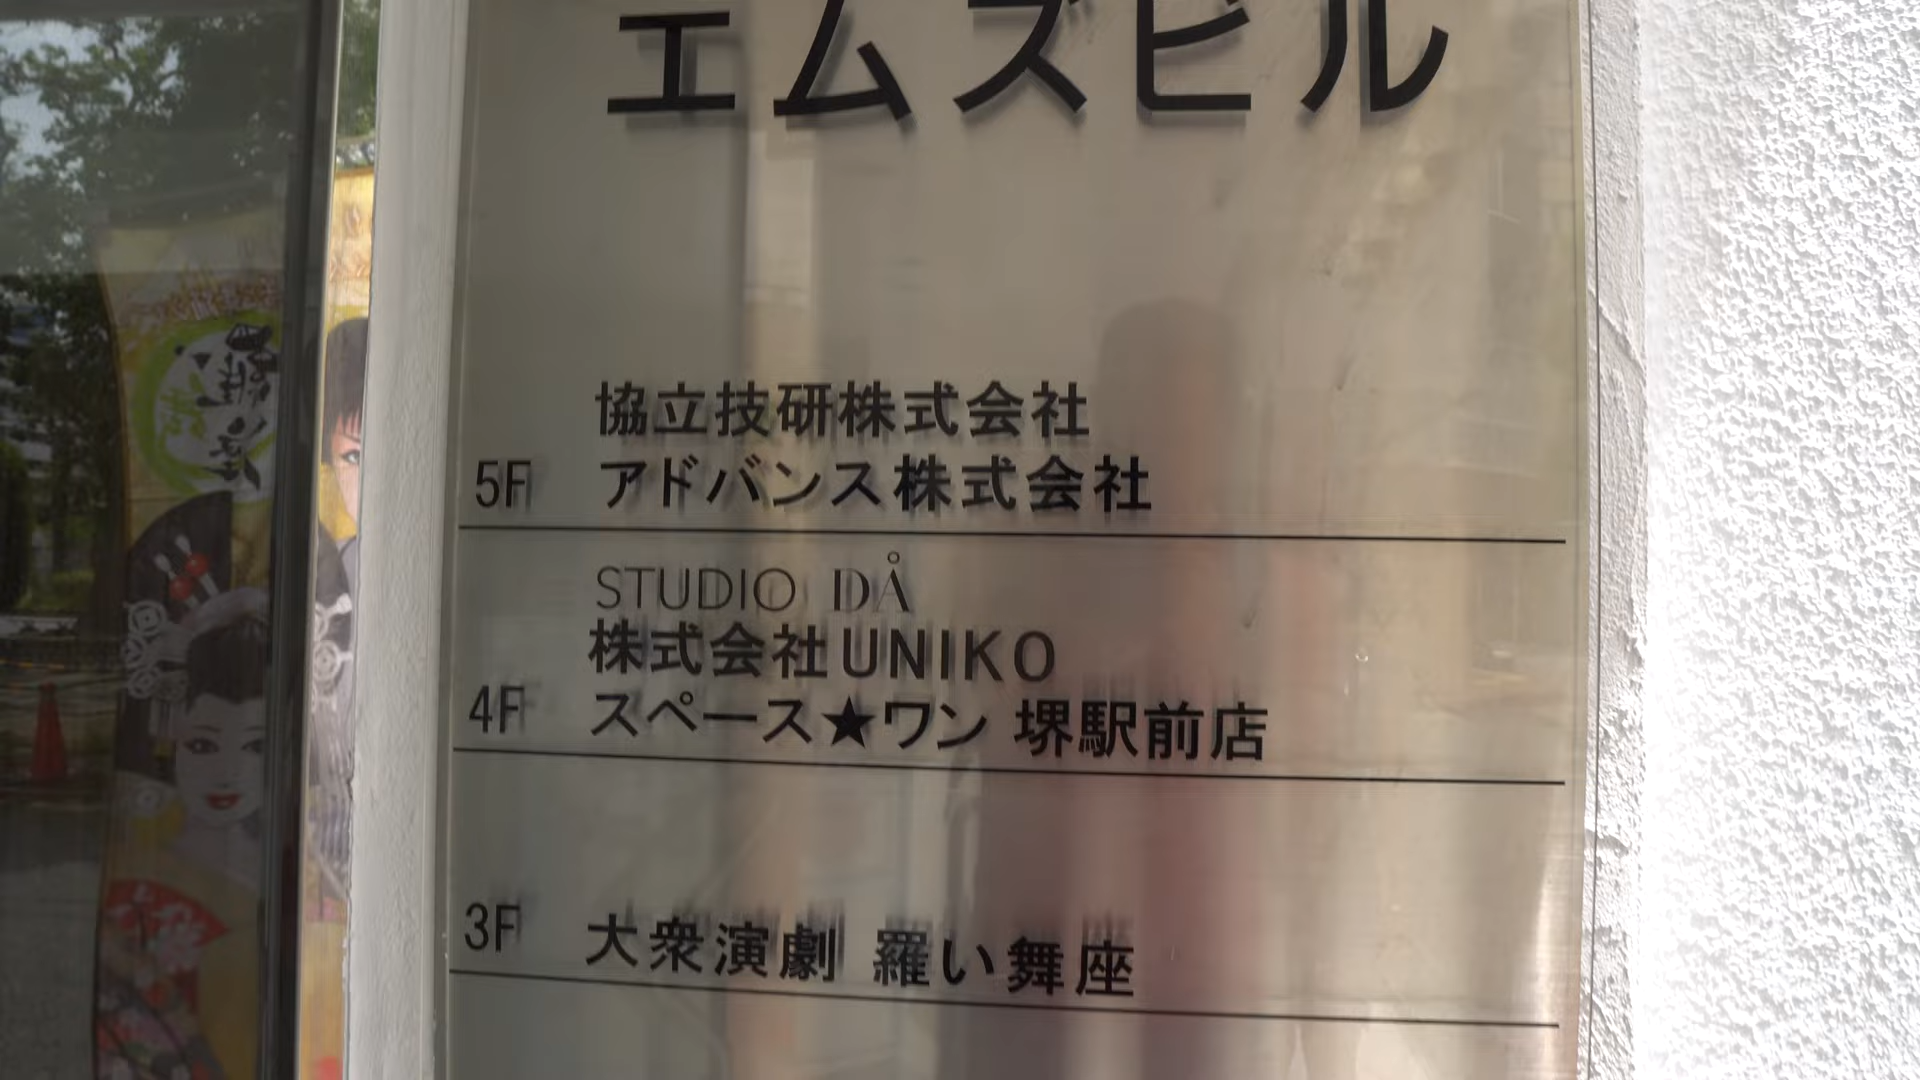 エムズビル
協立技研株式会社
5F アドバンス株式会社
STUDIO DÅ
株式会社UNIKO
4F スペース★ワン 堺駅前店
3F 大衆演劇 羅い舞座